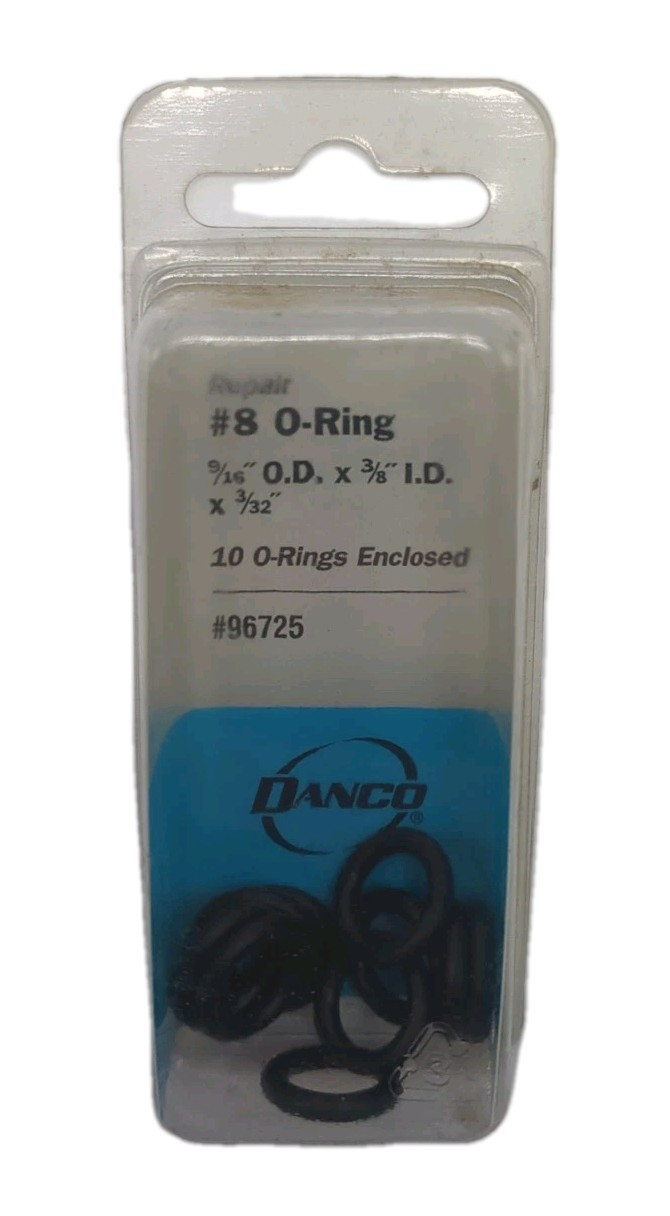 Repair
#8 O-Ring
9/16" O.D. x 3/8" I.D.
x 3/32"
10 O-Rings Enclosed
#96725
DANCO®